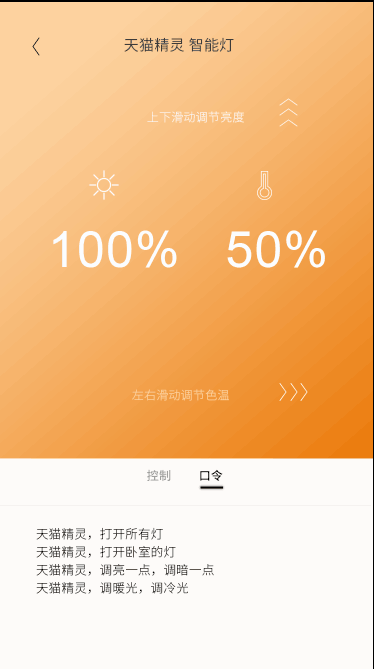 天猫精灵 智能灯
上下滑动调节亮度
100% 50%
左右滑动调节色温
控制 口令
天猫精灵，打开所有灯
天猫精灵，打开卧室的灯
天猫精灵，调亮一点，调暗一点
天猫精灵，调暖光，调冷光